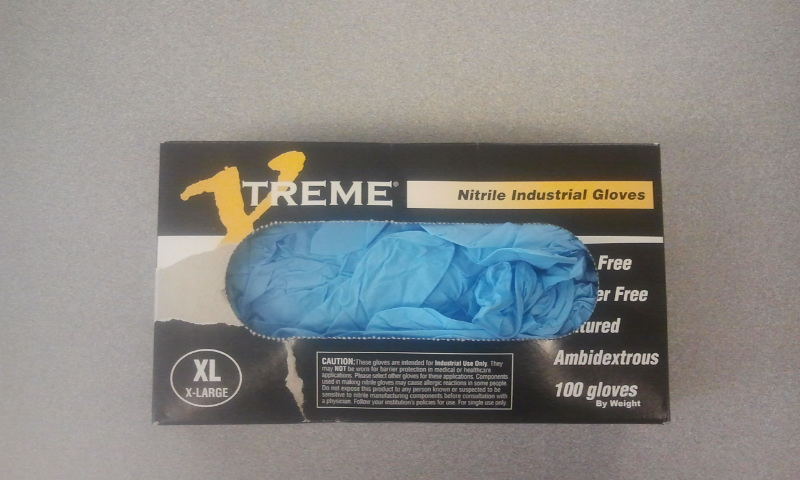 XTREME®
Nitrile Industrial Gloves
Free
er Free
tured
Ambidextrous
100 gloves
By Weight
XL
X-LARGE
CAUTION: These gloves are intended for Industrial Use Only. They
may NOT be worn for barrier protection in medical or healthcare
applications. Please select other gloves for these applications. Components
used in making nitrile gloves may cause allergic reactions in some people.
Do not expose this product to any person known or suspected to be
sensitive to nitrile manufacturing components before consultation with
a physician. Follow your institution's policies for use. For single use only.